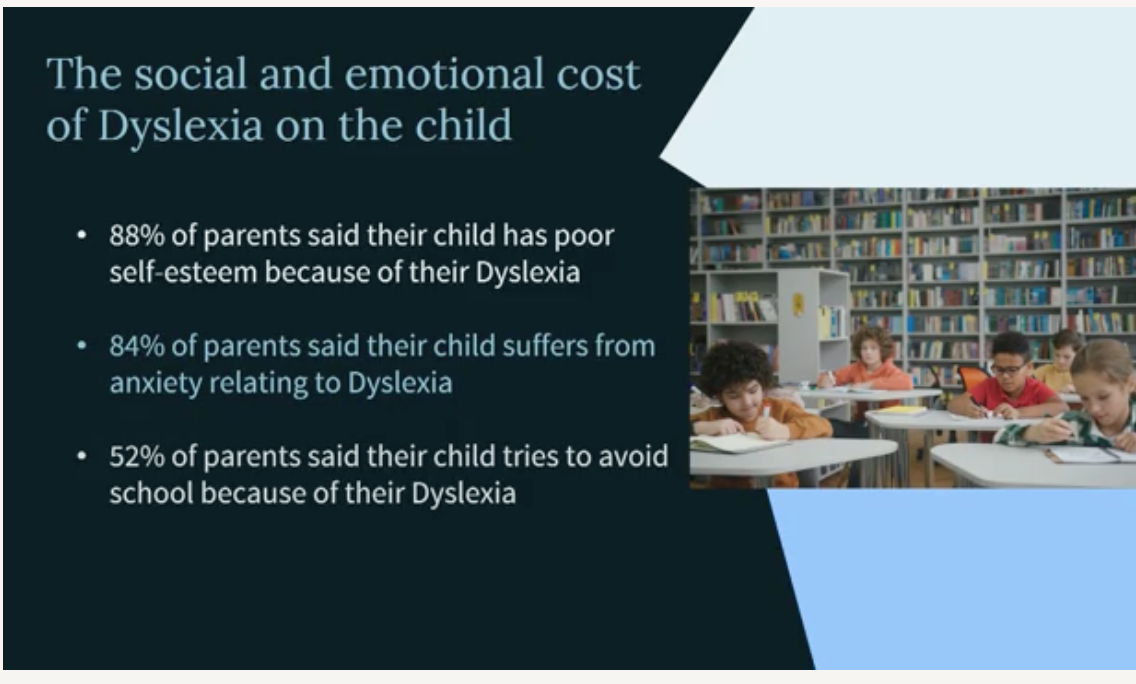 The social and emotional cost
of Dyslexia on the child
• 88% of parents said their child has poor
self-esteem because of their Dyslexia
• 84% of parents said their child suffers from
anxiety relating to Dyslexia
• 52% of parents said their child tries to avoid
school because of their Dyslexia